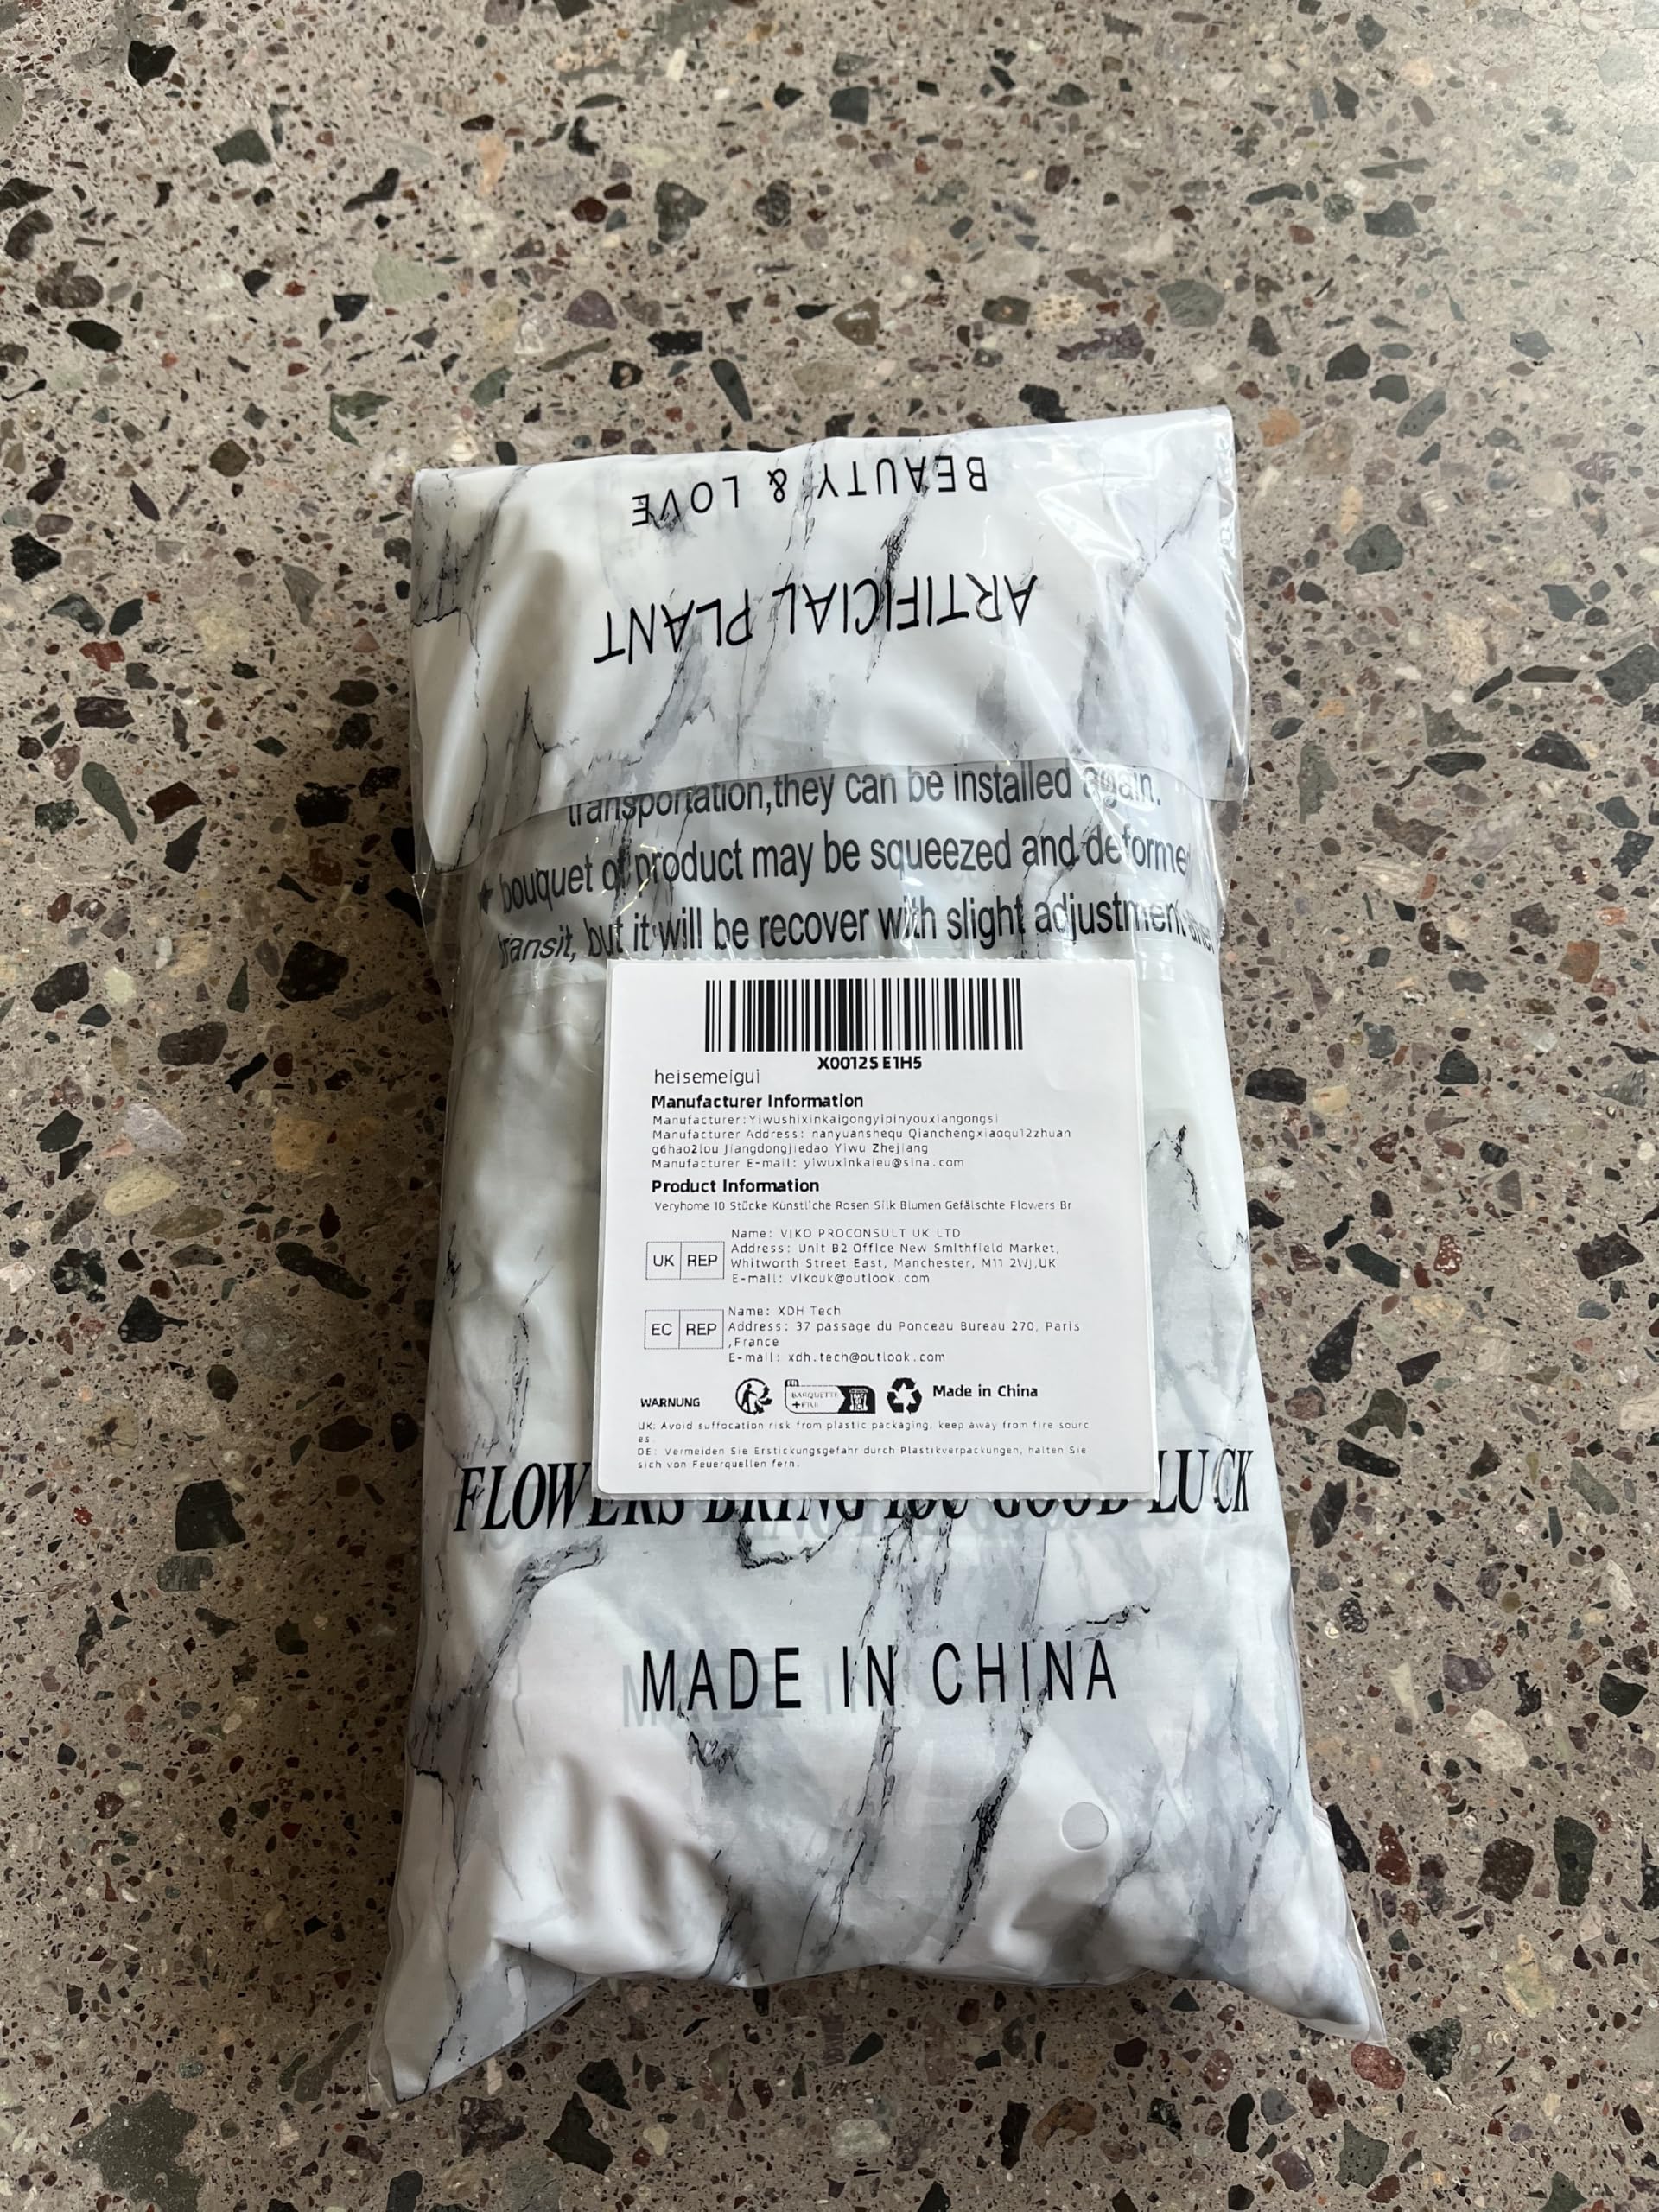 BEAUTY & LOVE
ARTIFICIAL PLANT
transportation,they can be installed again.
bouquet of product may be squeezed and deforme
transit, but it will be recover with slight adjustment
X00125E1H5
heisemeigui
Manufacturer Information
Manufacturer:Yiwushixinkaigongyipinyouxiangongsi
Manufacturer Address: nanyuanshequ Qianchengxiaoqu12zhuan
g6hao2lou Jiangdongjiedao Yiwu Zhejiang
Manufacturer E-mail: yiwuxinkaieu@sina.com
Product Information
Veryhome 10 Stücke Künstliche Rosen Silk Blumen Gefälschte Flowers Br
UK REP
Name: VIKO PROCONSULT UK LTD
Address: Unit B2 Office New Smithfield Market,
Whitworth Street East, Manchester, M11 2WJ,UK
E-mail: vikouk@outlook.com
EC REP
Name: XDH Tech
Address: 37 passage du Ponceau Bureau 270, Paris
,France
E-mail: xdh.tech@outlook.com
WARNUNG
FR
BARQUETTE
Made in China
UK: Avoid suffocation risk from plastic packaging, keep away from fire sourc
es.
DE: Vermeiden Sie Erstickungsgefahr durch Plastikverpackungen, halten Sie
sich von Feuerquellen fern.
FLOWERS BRING YOU GOOD LUCK
MADE IN CHINA